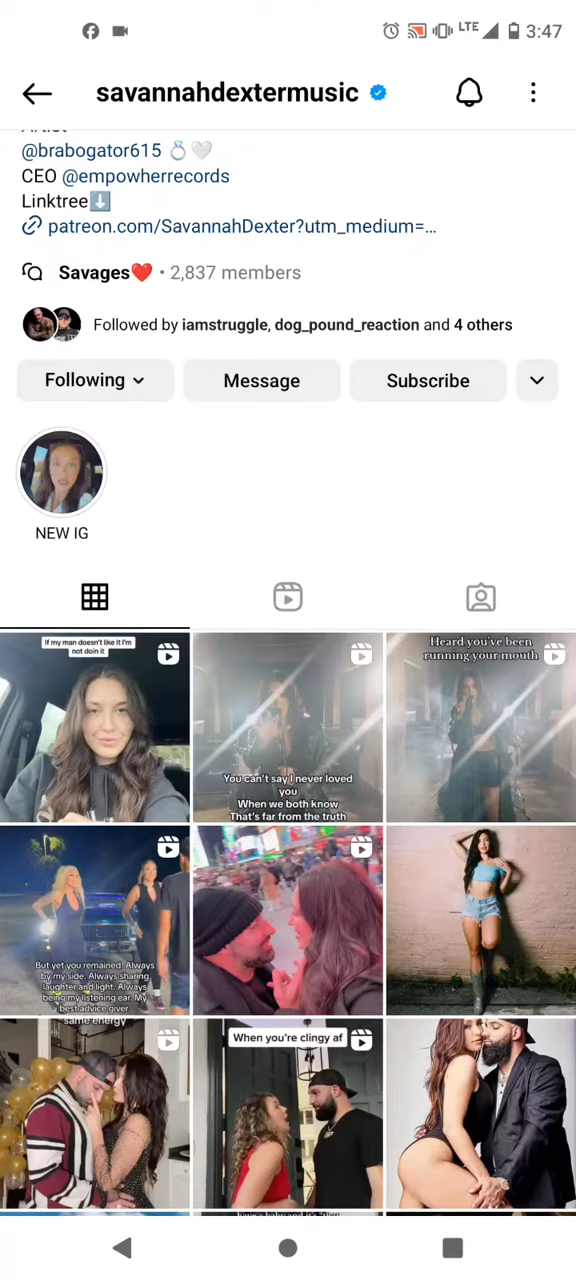 LTE 3:47
savannahdextermusic
Artist
@brabogator615 💍🤍
CEO @empowherrecords
Linktree⬇️
patreon.com/SavannahDexter?utm_medium=...
Savages❤️ • 2,837 members
Followed by iamstruggle, dog_pound_reaction and 4 others
Following Message Subscribe
NEW IG
If my man doesn't like it I'm
not doin it
You can't say I never loved
you
When we both know
That's far from the truth
Heard you've been
running your mouth
But yet you remained. Always
by my side. Always sharing
laughter and light. Always
being my listening ear. My
best advice giver.
same energy
When you're clingy af